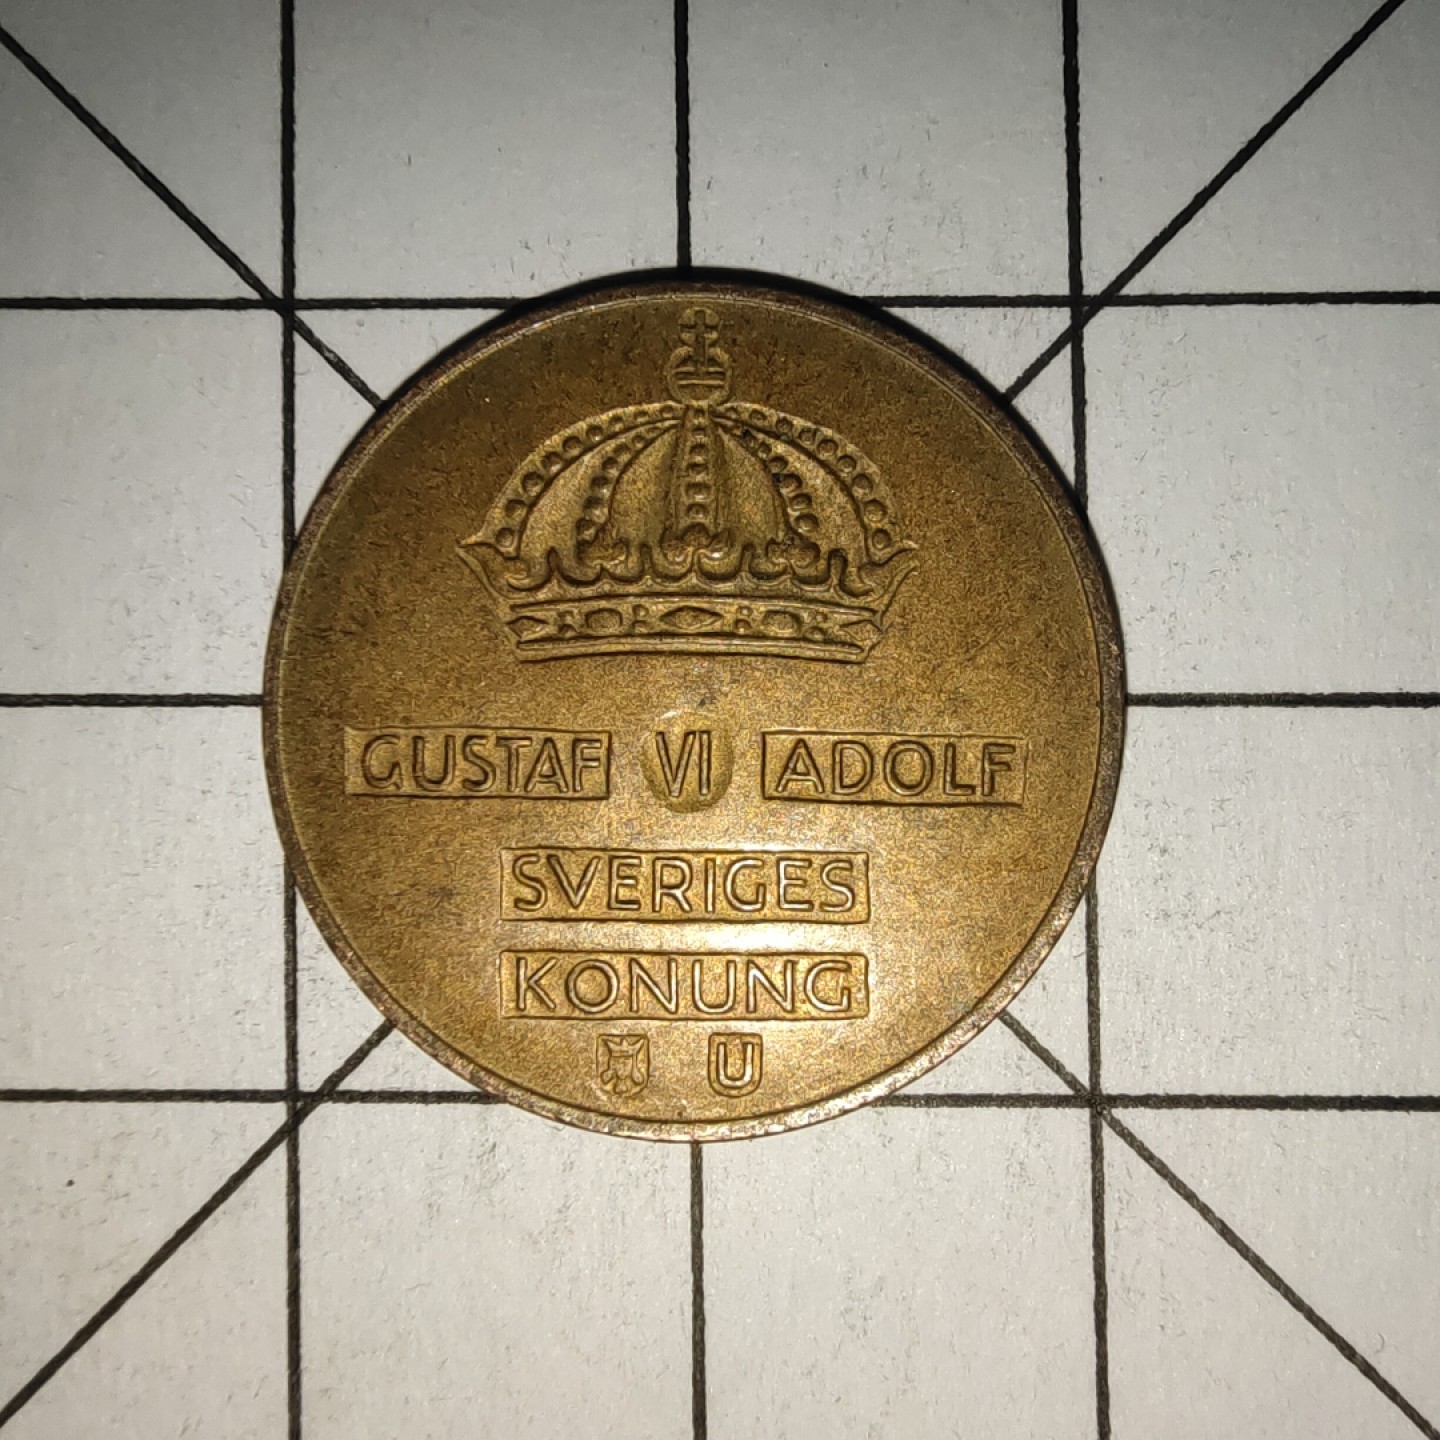 GUSTAF VI ADOLF
SVERIGES
KONUNG
U